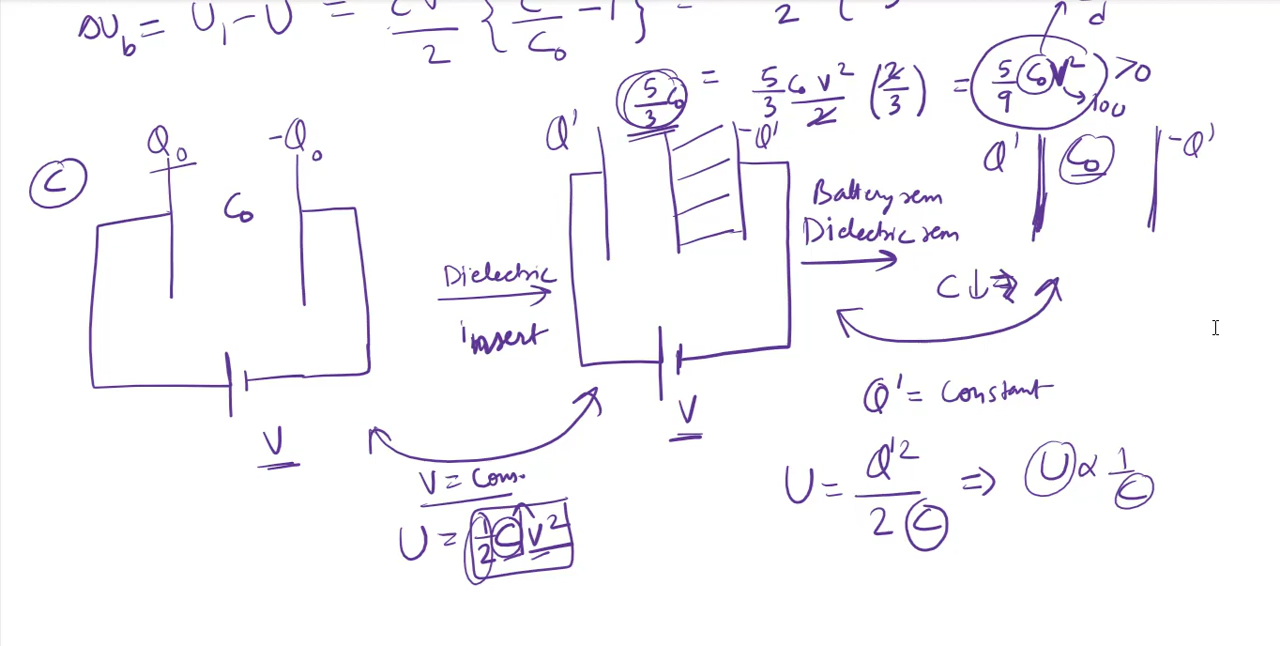 ΔU_b = U_1 - U = CV²/2 { C/C_0 - 1 } =
2
d
5/3 C_0 = 5/3 C_0 V²/2 (2/3) = 5/9 C_0 V² > 0
100
C
Q_0 -Q_0
C_0
V
Dielectric
insert
Q' -Q'
V
Battery rem
Dielectric rem
Q' C_0 -Q'
C ↓ ⇒
V = Con.
U = 1/2 C V²
Q' = Constant
U = Q'²/2C ⇒ U ∝ 1/C